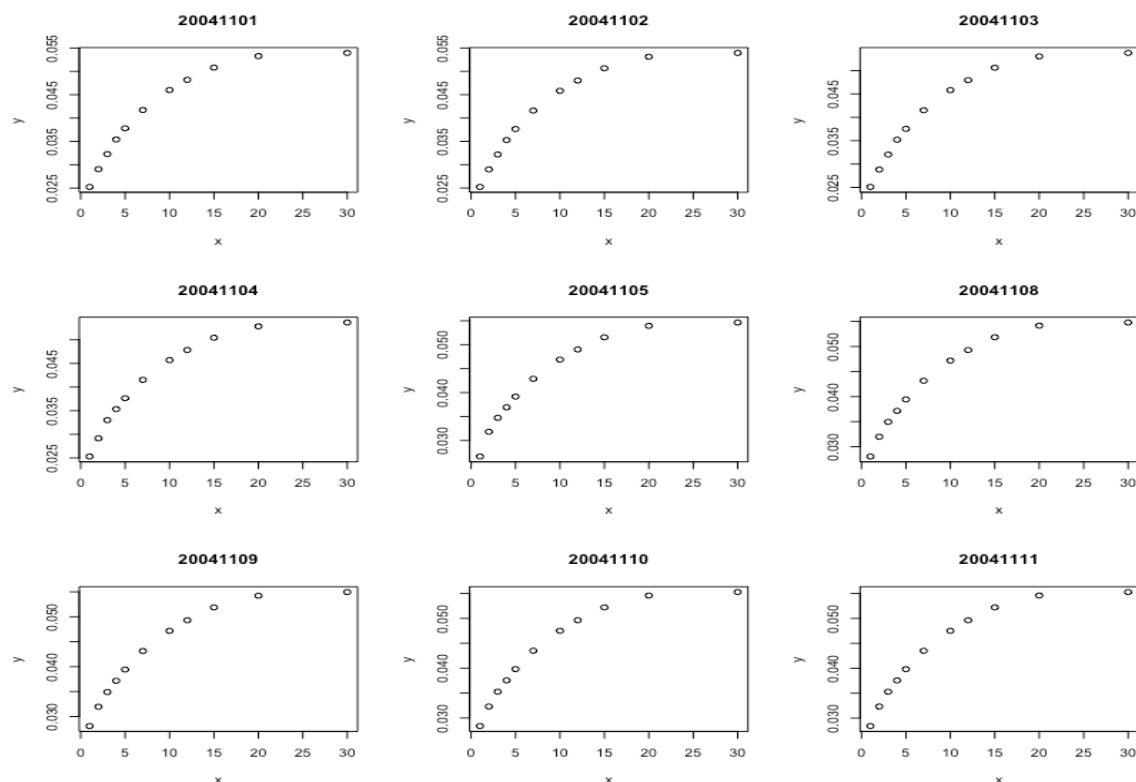 20041101 20041102 20041103
y 0.025 0.035 0.045 0.055 y 0.025 0.035 0.045 0.055 y 0.025 0.035 0.045
0 5 10 15 20 25 30 0 5 10 15 20 25 30 0 5 10 15 20 25 30
x x x
20041104 20041105 20041108
y 0.025 0.035 0.045 y 0.030 0.040 0.050 y 0.030 0.040 0.050
0 5 10 15 20 25 30 0 5 10 15 20 25 30 0 5 10 15 20 25 30
x x x
20041109 20041110 20041111
y 0.030 0.040 0.050 y 0.030 0.040 0.050 y 0.030 0.040 0.050
0 5 10 15 20 25 30 0 5 10 15 20 25 30 0 5 10 15 20 25 30
x x x